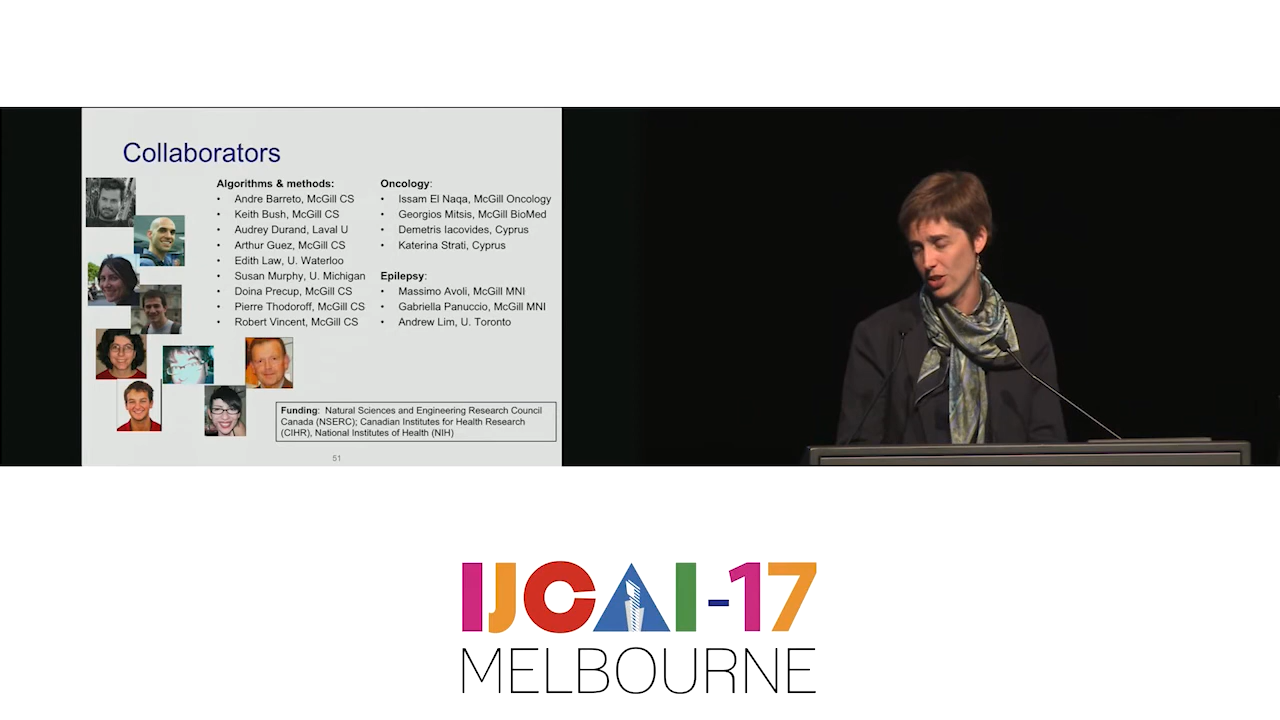 Collaborators
Algorithms & methods:
• Andre Barreto, McGill CS
• Keith Bush, McGill CS
• Audrey Durand, Laval U
• Arthur Guez, McGill CS
• Edith Law, U. Waterloo
• Susan Murphy, U. Michigan
• Doina Precup, McGill CS
• Pierre Thodoroff, McGill CS
• Robert Vincent, McGill CS
Oncology:
• Issam El Naqa, McGill Oncology
• Georgios Mitsis, McGill BioMed
• Demetris Iacovides, Cyprus
• Katerina Strati, Cyprus
Epilepsy:
• Massimo Avoli, McGill MNI
• Gabriella Panuccio, McGill MNI
• Andrew Lim, U. Toronto
Funding: Natural Sciences and Engineering Research Council
Canada (NSERC); Canadian Institutes for Health Research
(CIHR), National Institutes of Health (NIH)
51
IJCAI-17
MELBOURNE